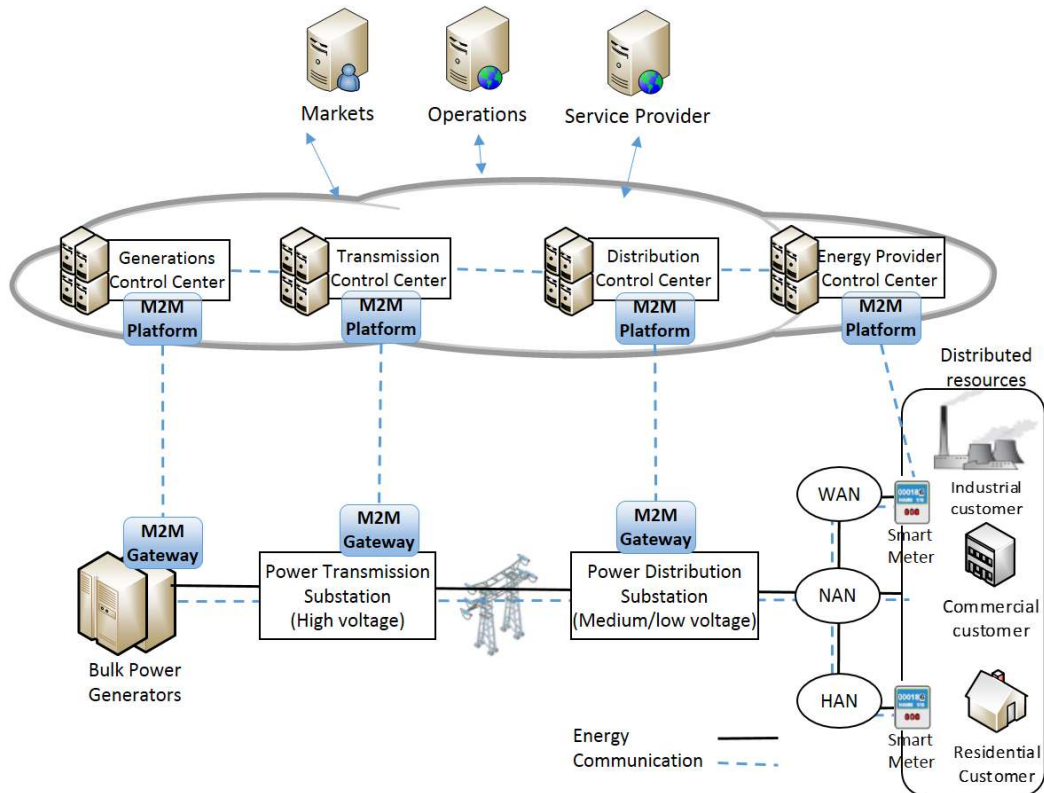 Markets
Operations
Service Provider
Generations
Control Center
Transmission
Control Center
Distribution
Control Center
Energy Provider
Control Center
M2M
Platform
M2M
Platform
M2M
Platform
M2M
Platform
Distributed
resources
Industrial
customer
WAN
Smart
Meter
M2M
Gateway
M2M
Gateway
M2M
Gateway
Power Transmission
Substation
(High voltage)
Power Distribution
Substation
(Medium/low voltage)
NAN
Commercial
customer
Bulk Power
Generators
HAN
Smart
Meter
Residential
Customer
Energy
Communication